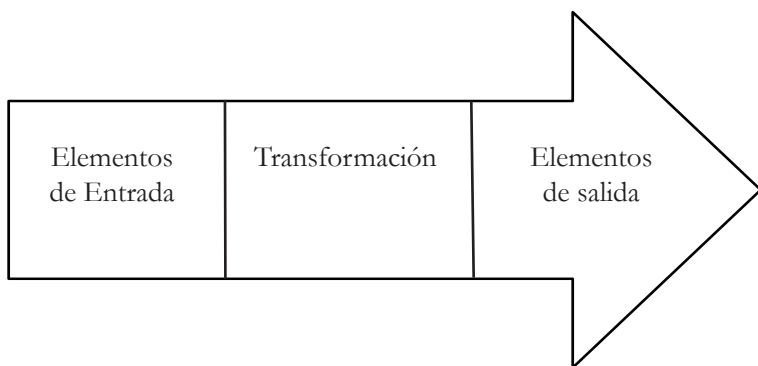 Elementos
de Entrada
Transformación
Elementos
de salida